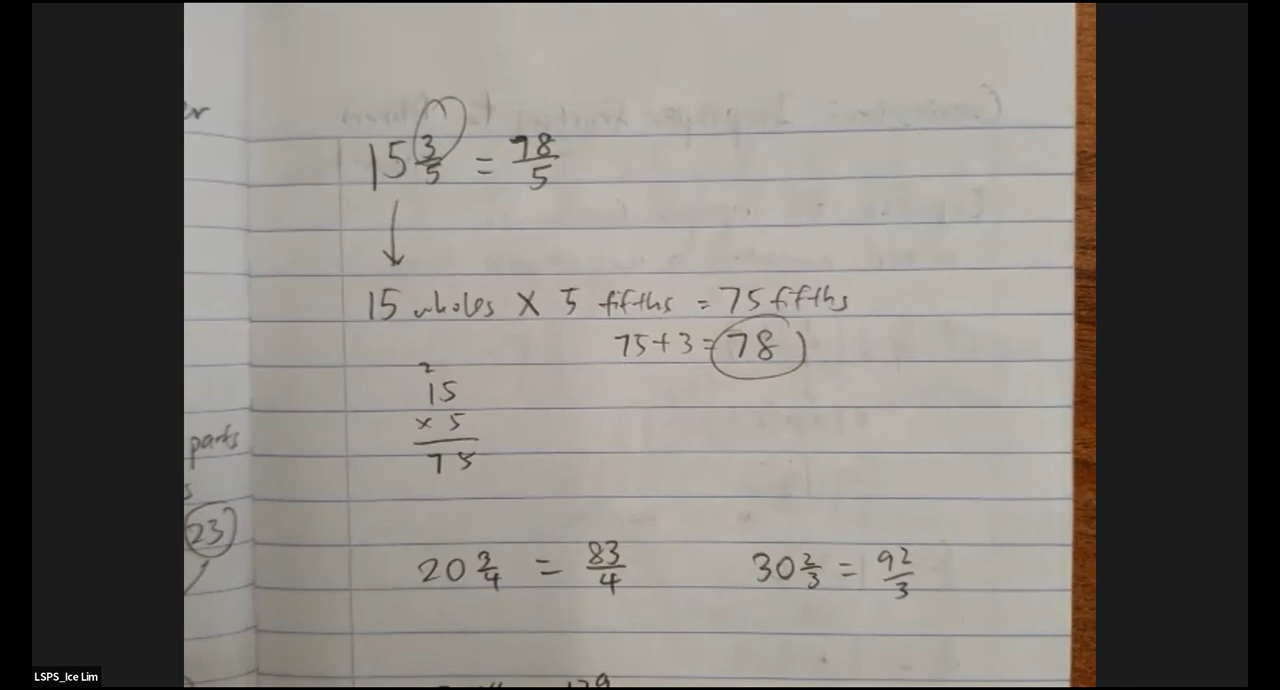 er
15 3/5 = 78/5
15 wholes × 5 fifths = 75 fifths
75+3=78
2
15
× 5
75
parts
s
23
20 3/4 = 83/4
30 2/3 = 92/3
129
LSPS_Ice Lim